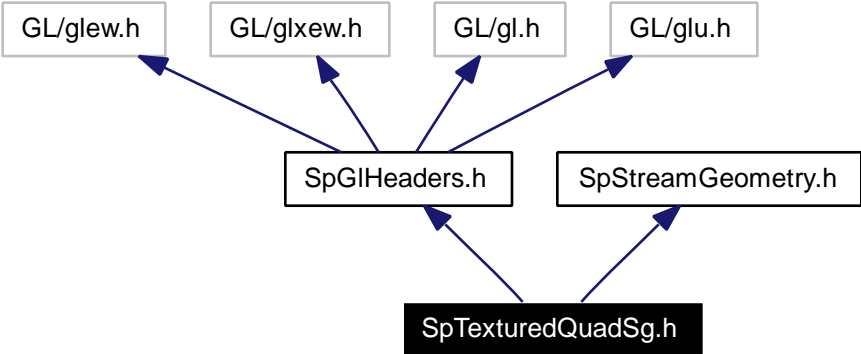 GL/glew.h
GL/glxew.h
GL/gl.h
GL/glu.h
SpGlHeaders.h
SpStreamGeometry.h
SpTexturedQuadSg.h